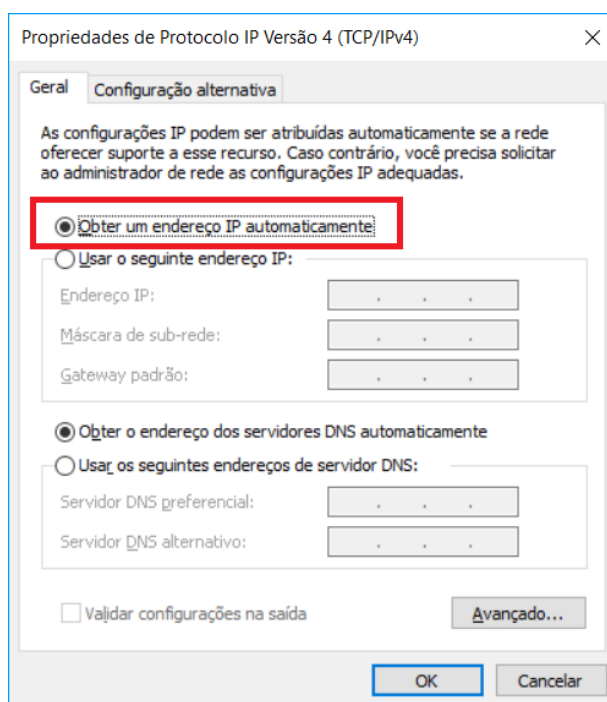 Propriedades de Protocolo IP Versão 4 (TCP/IPv4)
Geral
Configuração alternativa
As configurações IP podem ser atribuídas automaticamente se a rede
oferecer suporte a esse recurso. Caso contrário, você precisa solicitar
ao administrador de rede as configurações IP adequadas.
Obter um endereço IP automaticamente
Usar o seguinte endereço IP:
Endereço IP:
Máscara de sub-rede:
Gateway padrão:
Obter o endereço dos servidores DNS automaticamente
Usar os seguintes endereços de servidor DNS:
Servidor DNS preferencial:
Servidor DNS alternativo:
Validar configurações na saída
Avançado...
OK
Cancelar